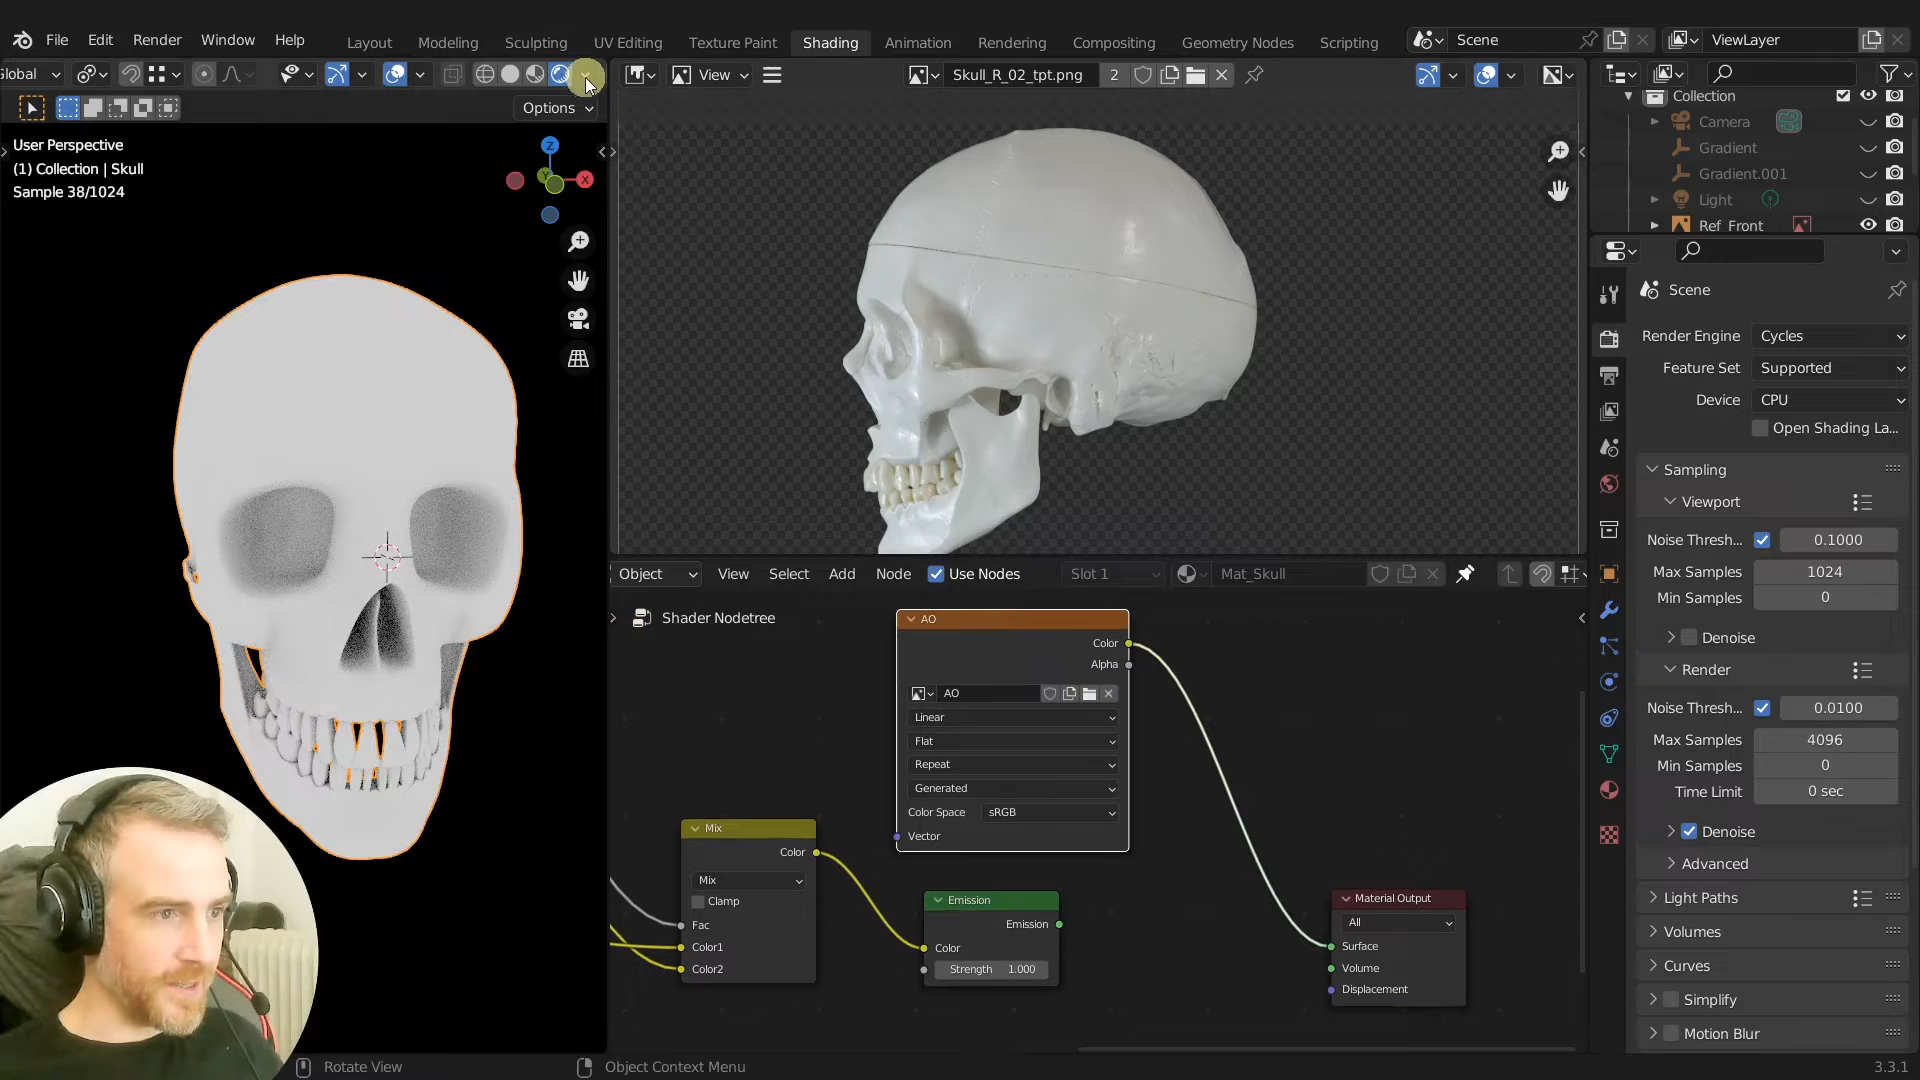 File Edit Render Window Help Layout Modeling Sculpting UV Editing Texture Paint Shading Animation Rendering Compositing Geometry Nodes Scripting Scene ViewLayer
Global View Skull_R_02_tpt.png 2
Options
User Perspective
(1) Collection | Skull
Sample 38/1024
Z
Y
X
Collection
Camera
Gradient
Gradient.001
Light
Ref_Front
Scene
Render Engine Cycles
Feature Set Supported
Device CPU
Open Shading La...
Sampling
Viewport
Noise Thresh... 0.1000
Max Samples 1024
Min Samples 0
Denoise
Render
Noise Thresh... 0.0100
Max Samples 4096
Min Samples 0
Time Limit 0 sec
Denoise
Advanced
Light Paths
Volumes
Curves
Simplify
Motion Blur
Object View Select Add Node Use Nodes Slot 1 Mat_Skull
Shader Nodetree
AO
Color
Alpha
AO
Linear
Flat
Repeat
Generated
Color Space sRGB
Vector
Mix
Color
Mix
Clamp
Fac
Color1
Color2
Emission
Emission
Color
Strength 1.000
Material Output
All
Surface
Volume
Displacement
Rotate View Object Context Menu 3.3.1